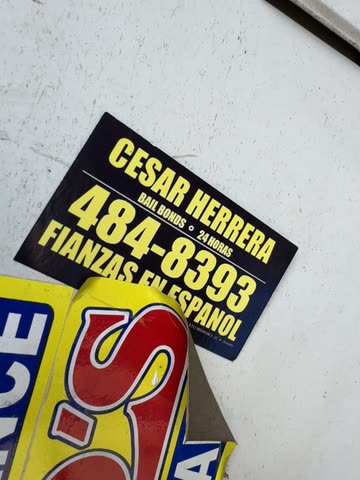 CESAR HERRERA
BAIL BONDS • 24 HORAS
484-8393
FIANZAS EN ESPANOL
'S